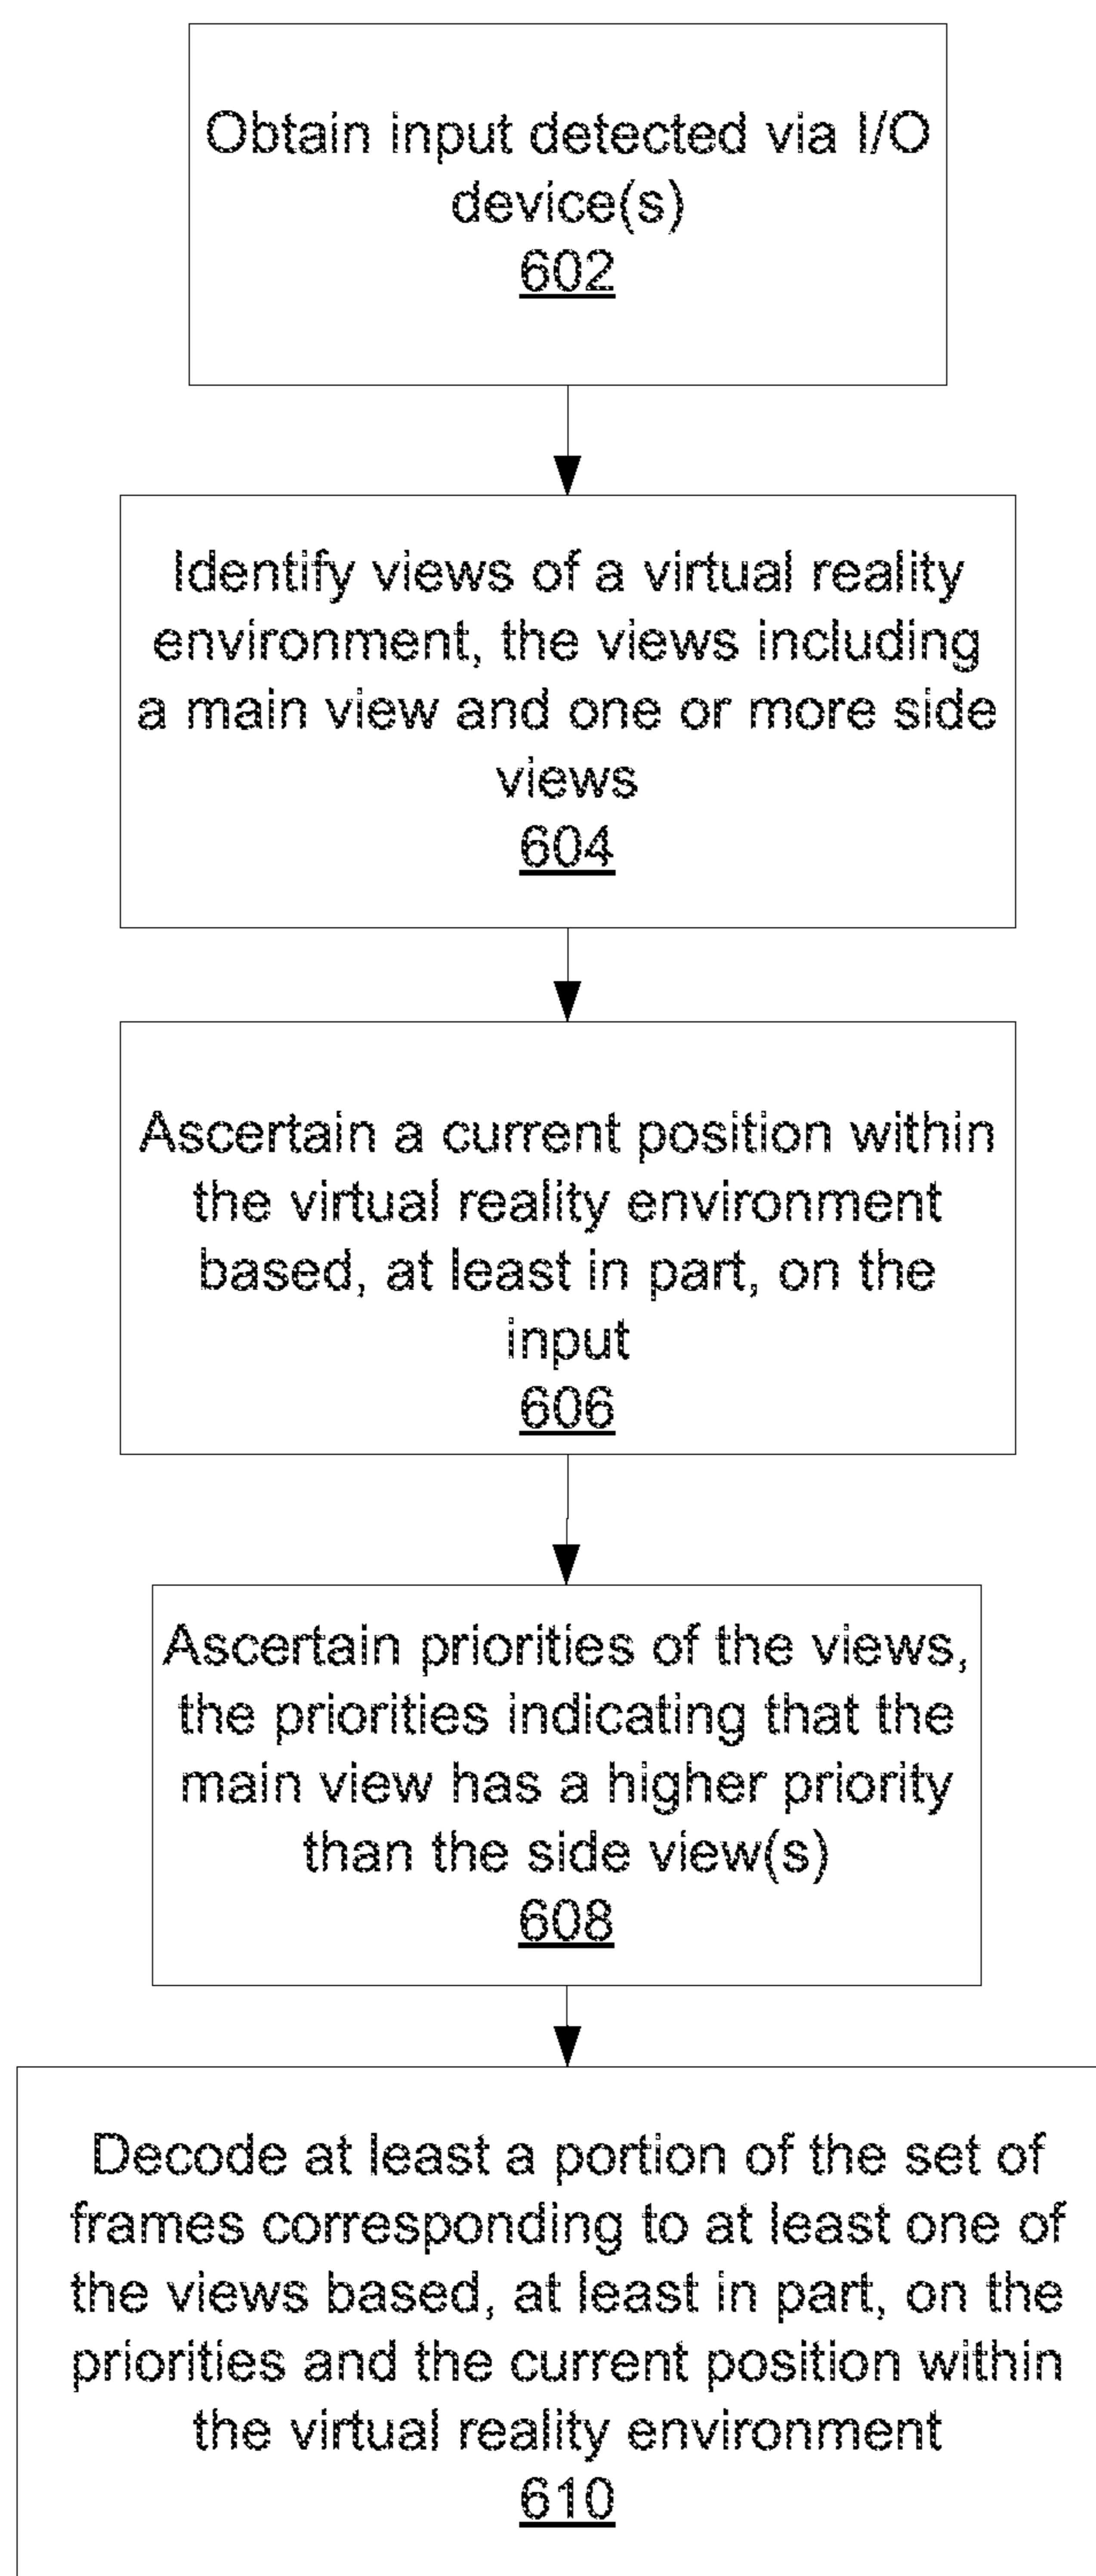 Obtain input detected via I/O
device(s)
602
Identify views of a virtual reality
environment, the views including
a main view and one or more side
views
604
Ascertain a current position within
the virtual reality environment
based, at least in part, on the
input
606
Ascertain priorities of the views,
the priorities indicating that the
main view has a higher priority
than the side view(s)
608
Decode at least a portion of the set of
frames corresponding to at least one of
the views based, at least in part, on the
priorities and the current position within
the virtual reality environment
610